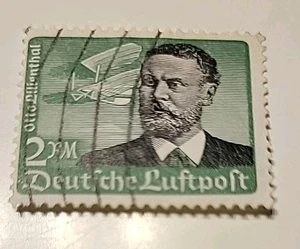 Otto Lilienthal
2 RM
Deutsche Luftpost